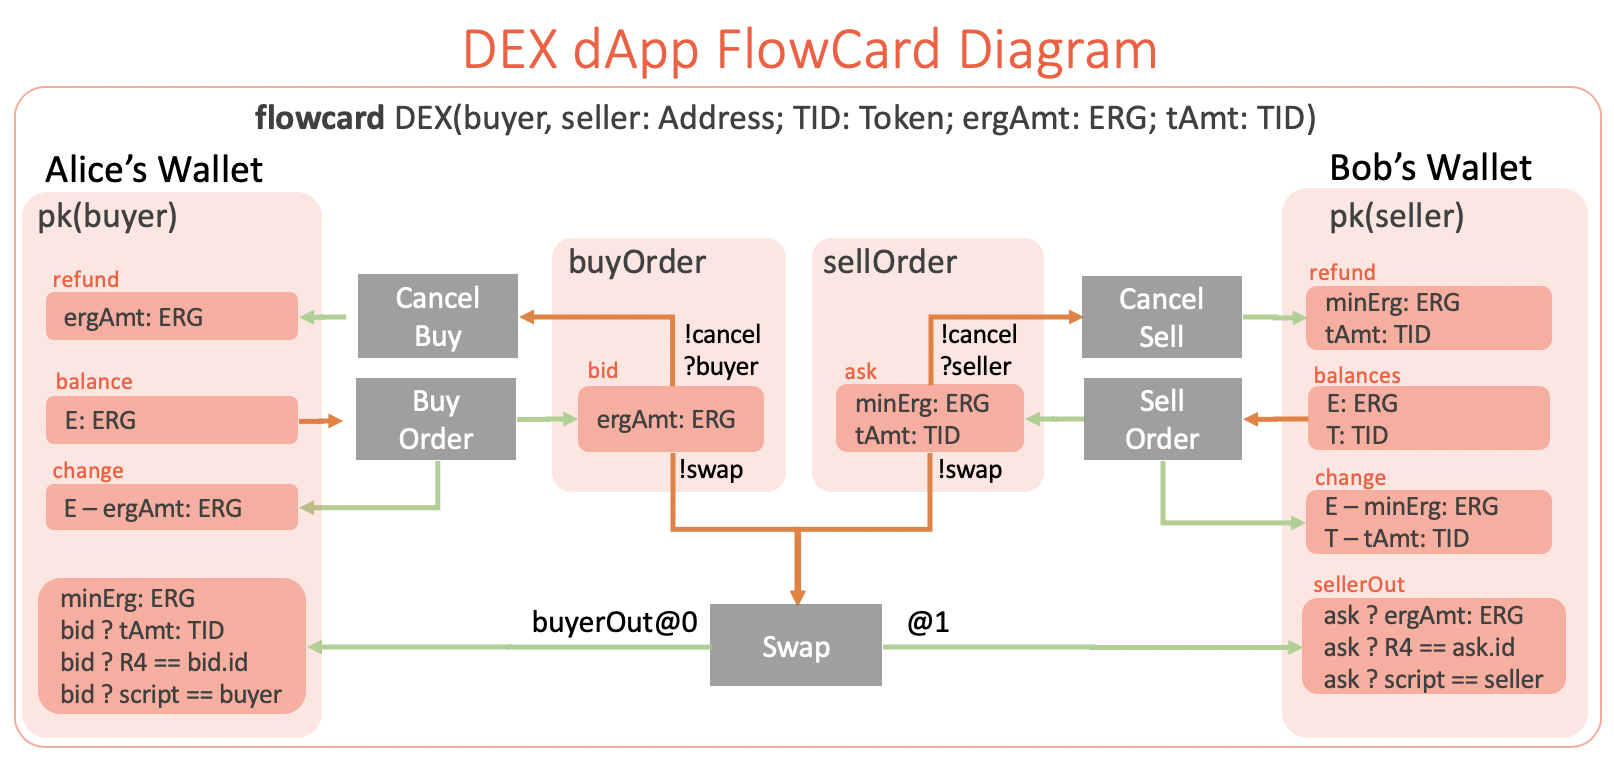 DEX dApp FlowCard Diagram
flowcard DEX(buyer, seller: Address; TID: Token; ergAmt: ERG; tAmt: TID)
Alice's Wallet
pk(buyer)
refund
ergAmt: ERG
balance
E: ERG
change
E – ergAmt: ERG
minErg: ERG
bid ? tAmt: TID
bid ? R4 == bid.id
bid ? script == buyer
Cancel
Buy
Buy
Order
buyOrder
!cancel
?buyer
bid
ergAmt: ERG
!swap
sellOrder
!cancel
?seller
ask
minErg: ERG
tAmt: TID
!swap
Cancel
Sell
Sell
Order
buyerOut@0
Swap
@1
Bob's Wallet
pk(seller)
refund
minErg: ERG
tAmt: TID
balances
E: ERG
T: TID
change
E – minErg: ERG
T – tAmt: TID
sellerOut
ask ? ergAmt: ERG
ask ? R4 == ask.id
ask ? script == seller